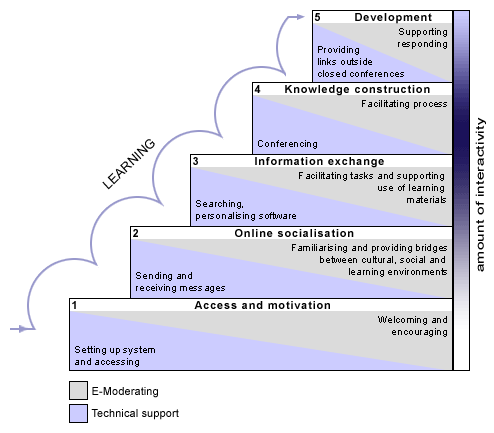 5 Development
Supporting
responding
Providing
links outside
closed conferences
4 Knowledge construction
Facilitating process
Conferencing
3 Information exchange
Facilitating tasks and supporting
use of learning
materials
Searching,
personalising software
2 Online socialisation
Familiarising and providing bridges
between cultural, social and
learning environments
Sending and
receiving messages
1 Access and motivation
Welcoming and
encouraging
Setting up system
and accessing
LEARNING
amount of interactivity
E-Moderating
Technical support